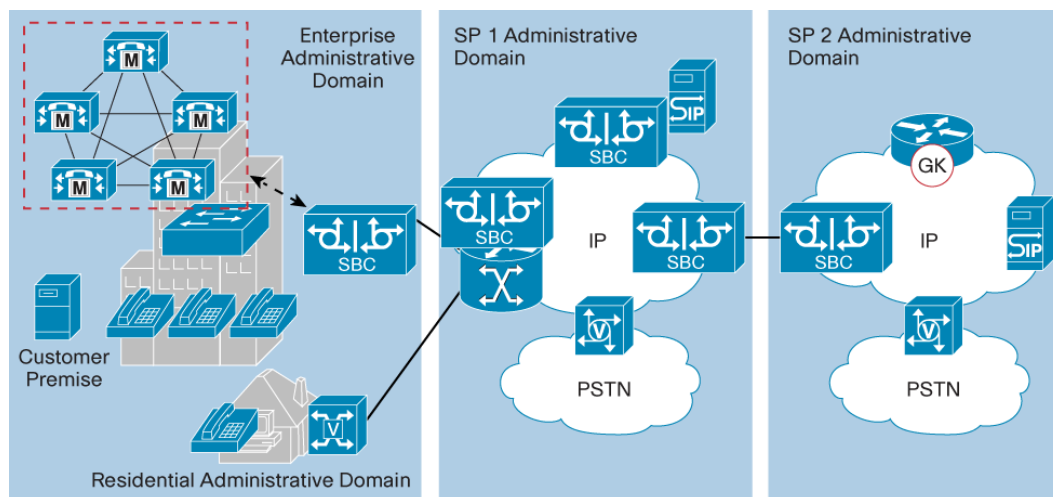 Enterprise
Administrative
Domain
M
M
M
M
M
SBC
Customer
Premise
V
Residential Administrative Domain
SP 1 Administrative
Domain
SIP
SBC
SBC
IP
SBC
V
PSTN
SP 2 Administrative
Domain
GK
SBC
IP
SIP
V
PSTN